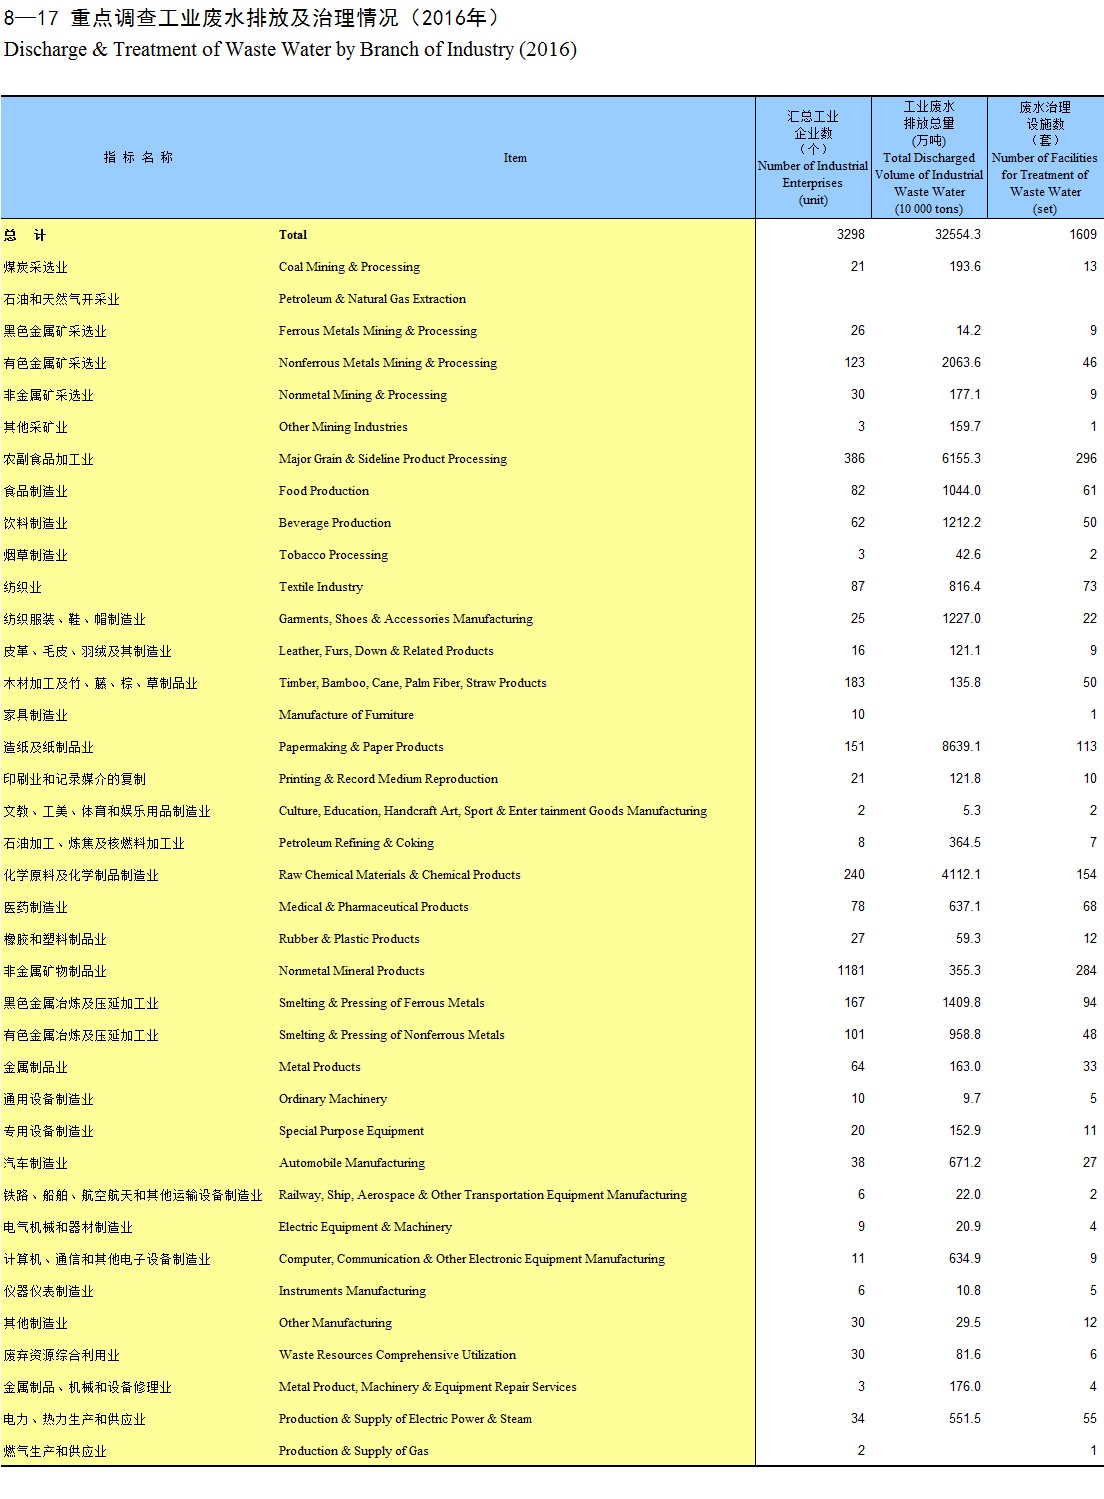 8—17 重点调查工业废水排放及治理情况（2016年）
Discharge & Treatment of Waste Water by Branch of Industry (2016)
指 标 名 称 Item 汇总工业企业数（个） Number of Industrial Enterprises (unit) 工业废水排放总量(万吨) Total Discharged Volume of Industrial Waste Water (10 000 tons) 废水治理设施数（套） Number of Facilities for Treatment of Waste Water (set)
总 计 Total 3298 32554.3 1609
煤炭采选业 Coal Mining & Processing 21 193.6 13
石油和天然气开采业 Petroleum & Natural Gas Extraction
黑色金属矿采选业 Ferrous Metals Mining & Processing 26 14.2 9
有色金属矿采选业 Nonferrous Metals Mining & Processing 123 2063.6 46
非金属矿采选业 Nonmetal Mining & Processing 30 177.1 9
其他采矿业 Other Mining Industries 3 159.7 1
农副食品加工业 Major Grain & Sideline Product Processing 386 6155.3 296
食品制造业 Food Production 82 1044.0 61
饮料制造业 Beverage Production 62 1212.2 50
烟草制造业 Tobacco Processing 3 42.6 2
纺织业 Textile Industry 87 816.4 73
纺织服装、鞋、帽制造业 Garments, Shoes & Accessories Manufacturing 25 1227.0 22
皮革、毛皮、羽绒及其制造业 Leather, Furs, Down & Related Products 16 121.1 9
木材加工及竹、藤、棕、草制品业 Timber, Bamboo, Cane, Palm Fiber, Straw Products 183 135.8 50
家具制造业 Manufacture of Furniture 10 1
造纸及纸制品业 Papermaking & Paper Products 151 8639.1 113
印刷业和记录媒介的复制 Printing & Record Medium Reproduction 21 121.8 10
文教、工美、体育和娱乐用品制造业 Culture, Education, Handcraft Art, Sport & Enter tainment Goods Manufacturing 2 5.3 2
石油加工、炼焦及核燃料加工业 Petroleum Refining & Coking 8 364.5 7
化学原料及化学制品制造业 Raw Chemical Materials & Chemical Products 240 4112.1 154
医药制造业 Medical & Pharmaceutical Products 78 637.1 68
橡胶和塑料制品业 Rubber & Plastic Products 27 59.3 12
非金属矿物制品业 Nonmetal Mineral Products 1181 355.3 284
黑色金属冶炼及压延加工业 Smelting & Pressing of Ferrous Metals 167 1409.8 94
有色金属冶炼及压延加工业 Smelting & Pressing of Nonferrous Metals 101 958.8 48
金属制品业 Metal Products 64 163.0 33
通用设备制造业 Ordinary Machinery 10 9.7 5
专用设备制造业 Special Purpose Equipment 20 152.9 11
汽车制造业 Automobile Manufacturing 38 671.2 27
铁路、船舶、航空航天和其他运输设备制造业 Railway, Ship, Aerospace & Other Transportation Equipment Manufacturing 6 22.0 2
电气机械和器材制造业 Electric Equipment & Machinery 9 20.9 4
计算机、通信和其他电子设备制造业 Computer, Communication & Other Electronic Equipment Manufacturing 11 634.9 9
仪器仪表制造业 Instruments Manufacturing 6 10.8 5
其他制造业 Other Manufacturing 30 29.5 12
废弃资源综合利用业 Waste Resources Comprehensive Utilization 30 81.6 6
金属制品、机械和设备修理业 Metal Product, Machinery & Equipment Repair Services 3 176.0 4
电力、热力生产和供应业 Production & Supply of Electric Power & Steam 34 551.5 55
燃气生产和供应业 Production & Supply of Gas 2 1